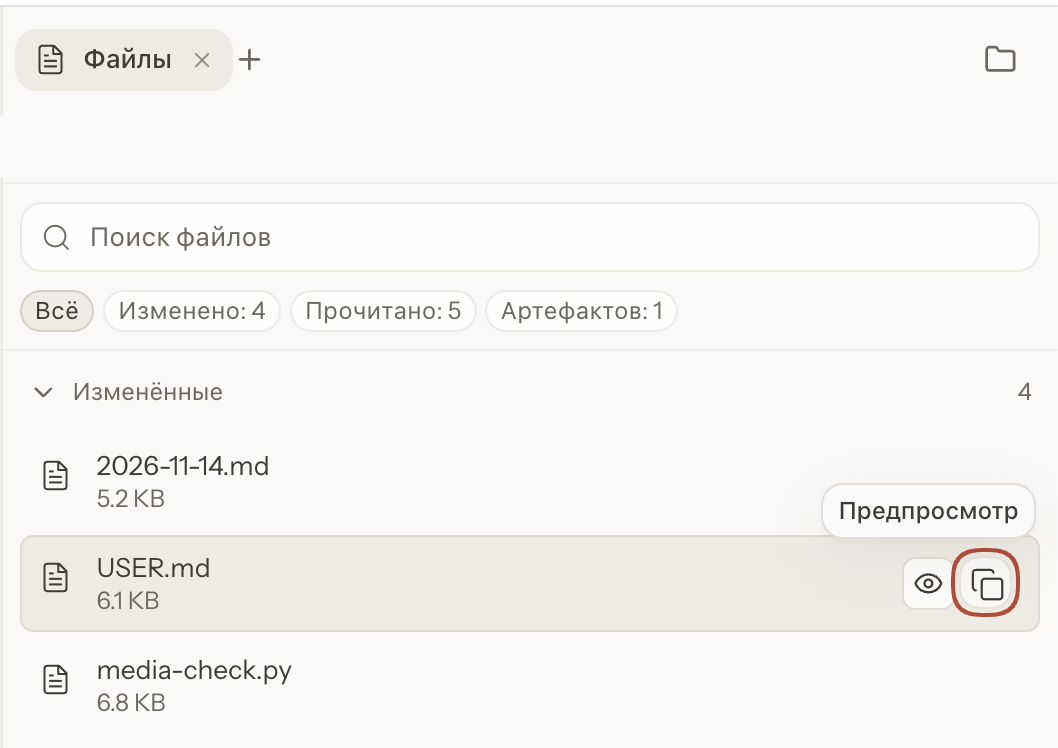 Файлы
Поиск файлов
Всё
Изменено: 4
Прочитано: 5
Артефактов: 1
Изменённые
4
2026-11-14.md
5.2 KB
Предпросмотр
USER.md
6.1 KB
media-check.py
6.8 KB